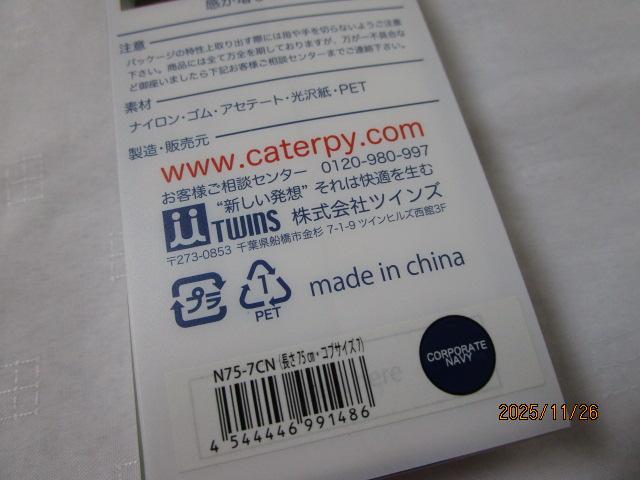 注意
パッケージの特性上取り出す際には指や手を切らないようご注意
下さい。商品には全て万全を期しておりますが、万が一不具合な
ど御座いましたら下記お客様ご相談センターまでご連絡下さい。
素材
ナイロン・ゴム・アセテート・光沢紙・PET
製造・販売元
www.caterpy.com
お客様ご相談センター 0120-980-997
“新しい発想” それは快適を生む
TWINS 株式会社ツインズ
〒273-0853 千葉県船橋市金杉 7-1-9 ツインヒルズ西館3F
プラ
1
PET
made in china
N75-7CN (長さ75cm・コブサイズ7)
CORPORATE
NAVY
4 544446 991486
2025/11/26